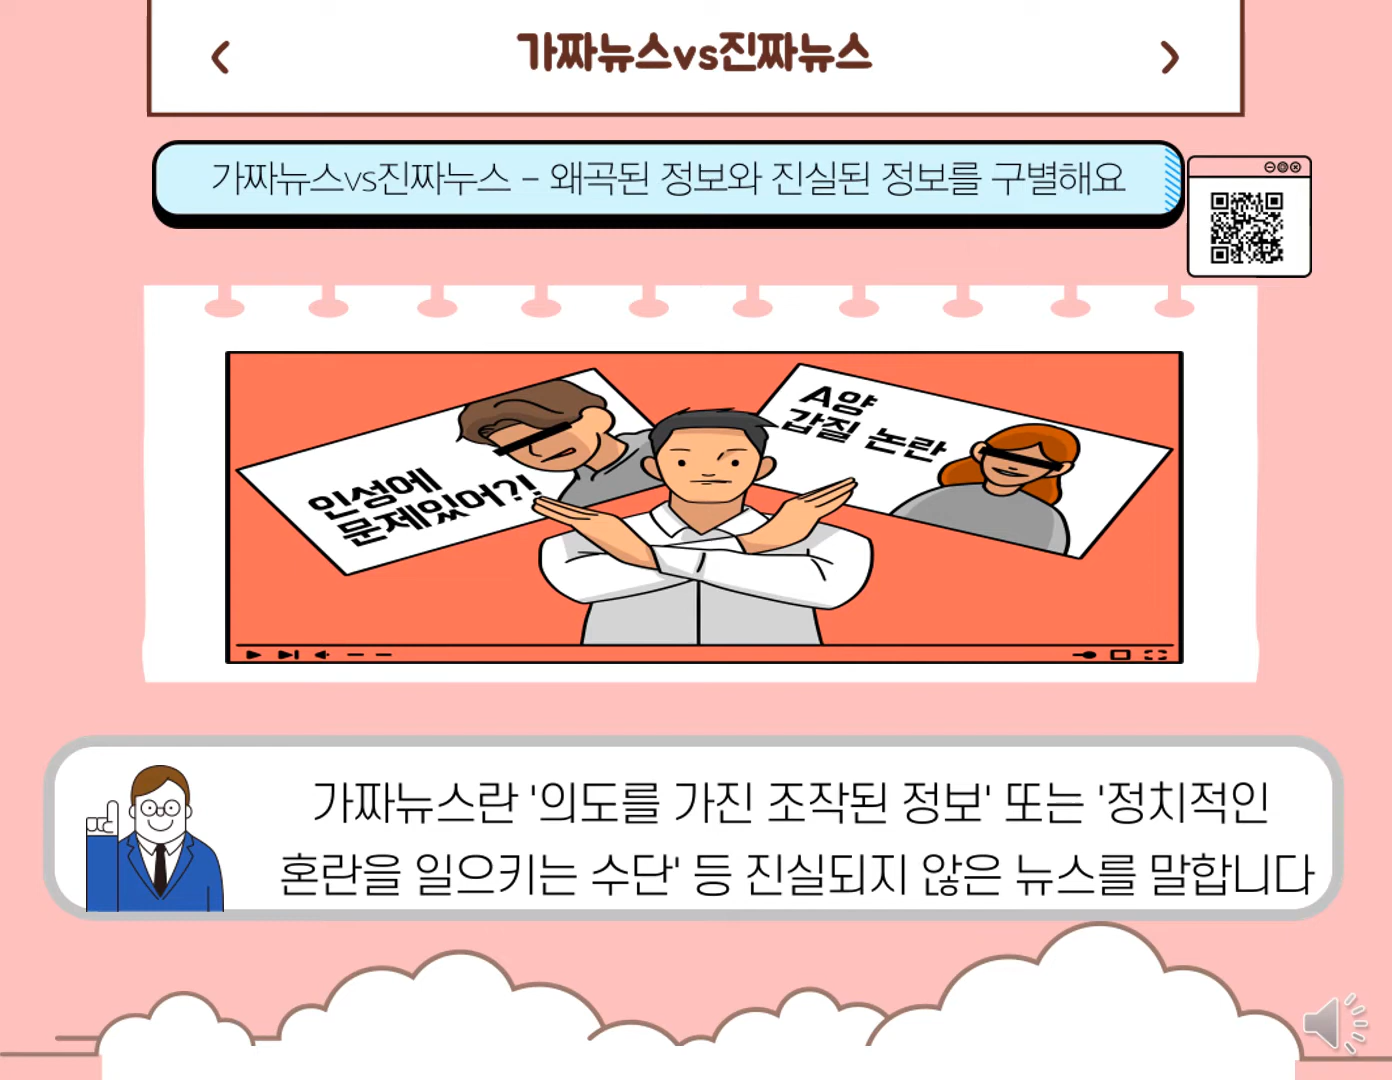 가짜뉴스vs진짜뉴스
가짜뉴스vs진짜누스 - 왜곡된 정보와 진실된 정보를 구별해요
인성에
문제있어?!
A양
갑질 논란
가짜뉴스란 '의도를 가진 조작된 정보' 또는 '정치적인
혼란을 일으키는 수단' 등 진실되지 않은 뉴스를 말합니다